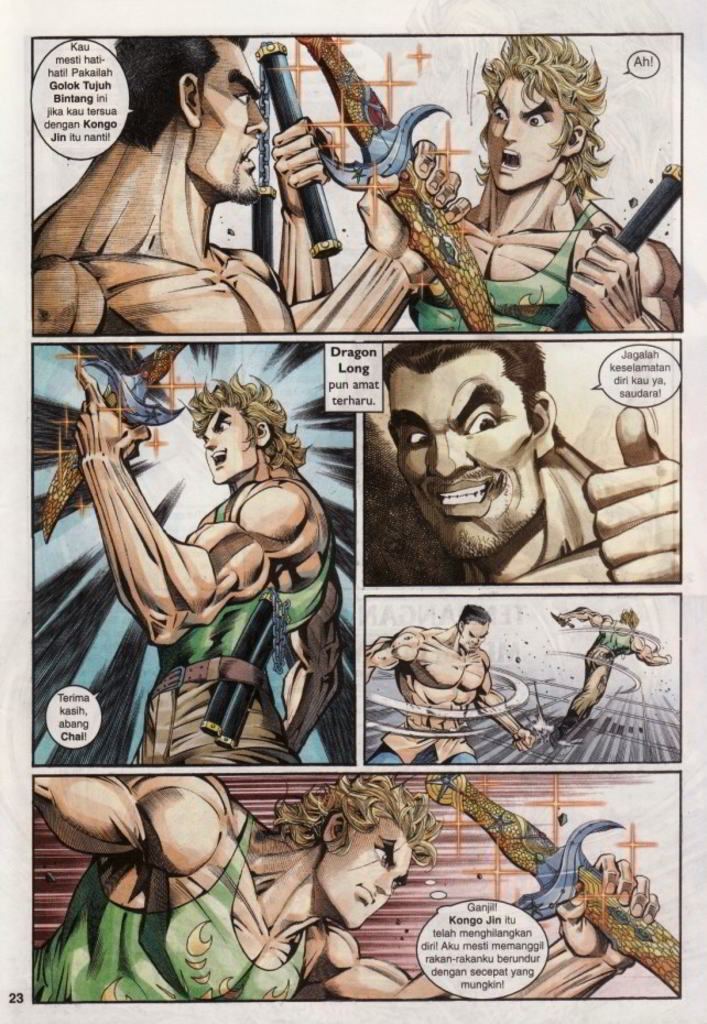 Kau
mesti hati-
hati! Pakailah
Golok Tujuh
Bintang ini
jika kau tersua
dengan Kongo
Jin itu nanti!
Ah!
Dragon
Long
pun amat
terharu.
Jagalah
keselamatan
diri kau ya,
saudara!
Terima
kasih,
abang
Chai!
Ganjil!
Kongo Jin itu
telah menghilangkan
diri! Aku mesti memanggil
rakan-rakanku berundur
dengan secepat yang
mungkin!
23